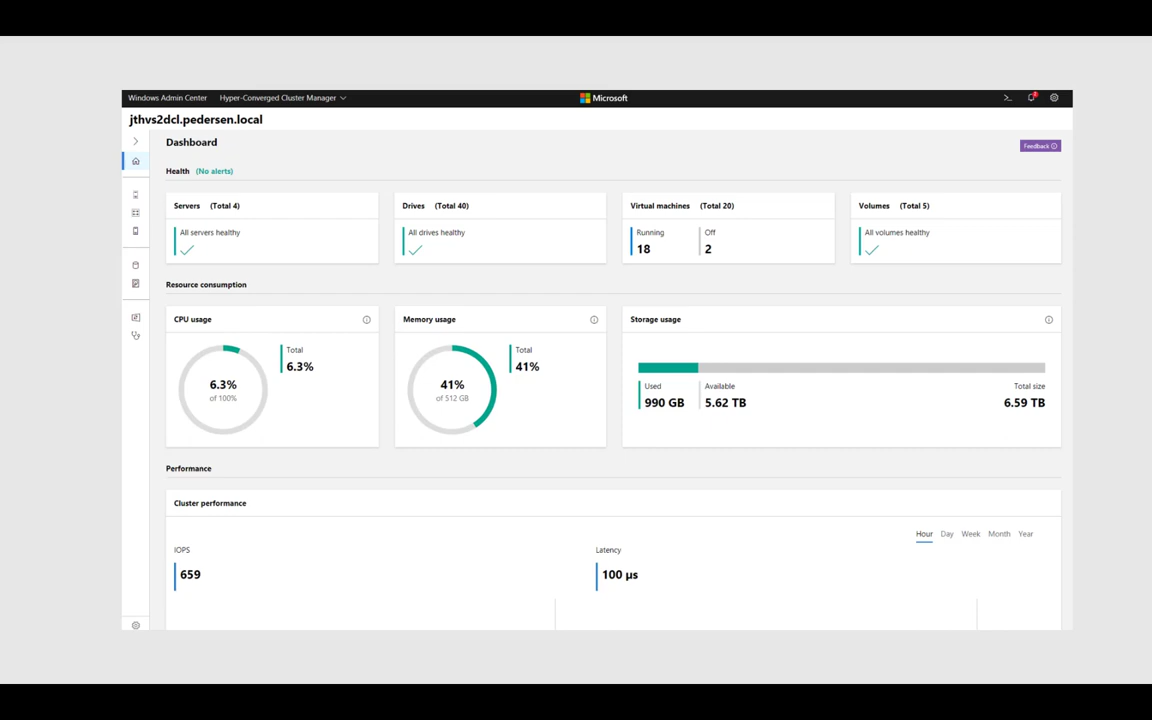 Windows Admin Center Hyper-Converged Cluster Manager Microsoft
jthvs2dcl.pedersen.local
Dashboard
Feedback
Health (No alerts)
Servers (Total 4)
All servers healthy
Drives (Total 40)
All drives healthy
Virtual machines (Total 20)
Running Off
18 2
Volumes (Total 5)
All volumes healthy
Resource consumption
CPU usage
6.3%
of 100%
Total
6.3%
Memory usage
41%
of 512 GB
Total
41%
Storage usage
Used Available Total size
990 GB 5.62 TB 6.59 TB
Performance
Cluster performance
Hour Day Week Month Year
IOPS
659
Latency
100 µs